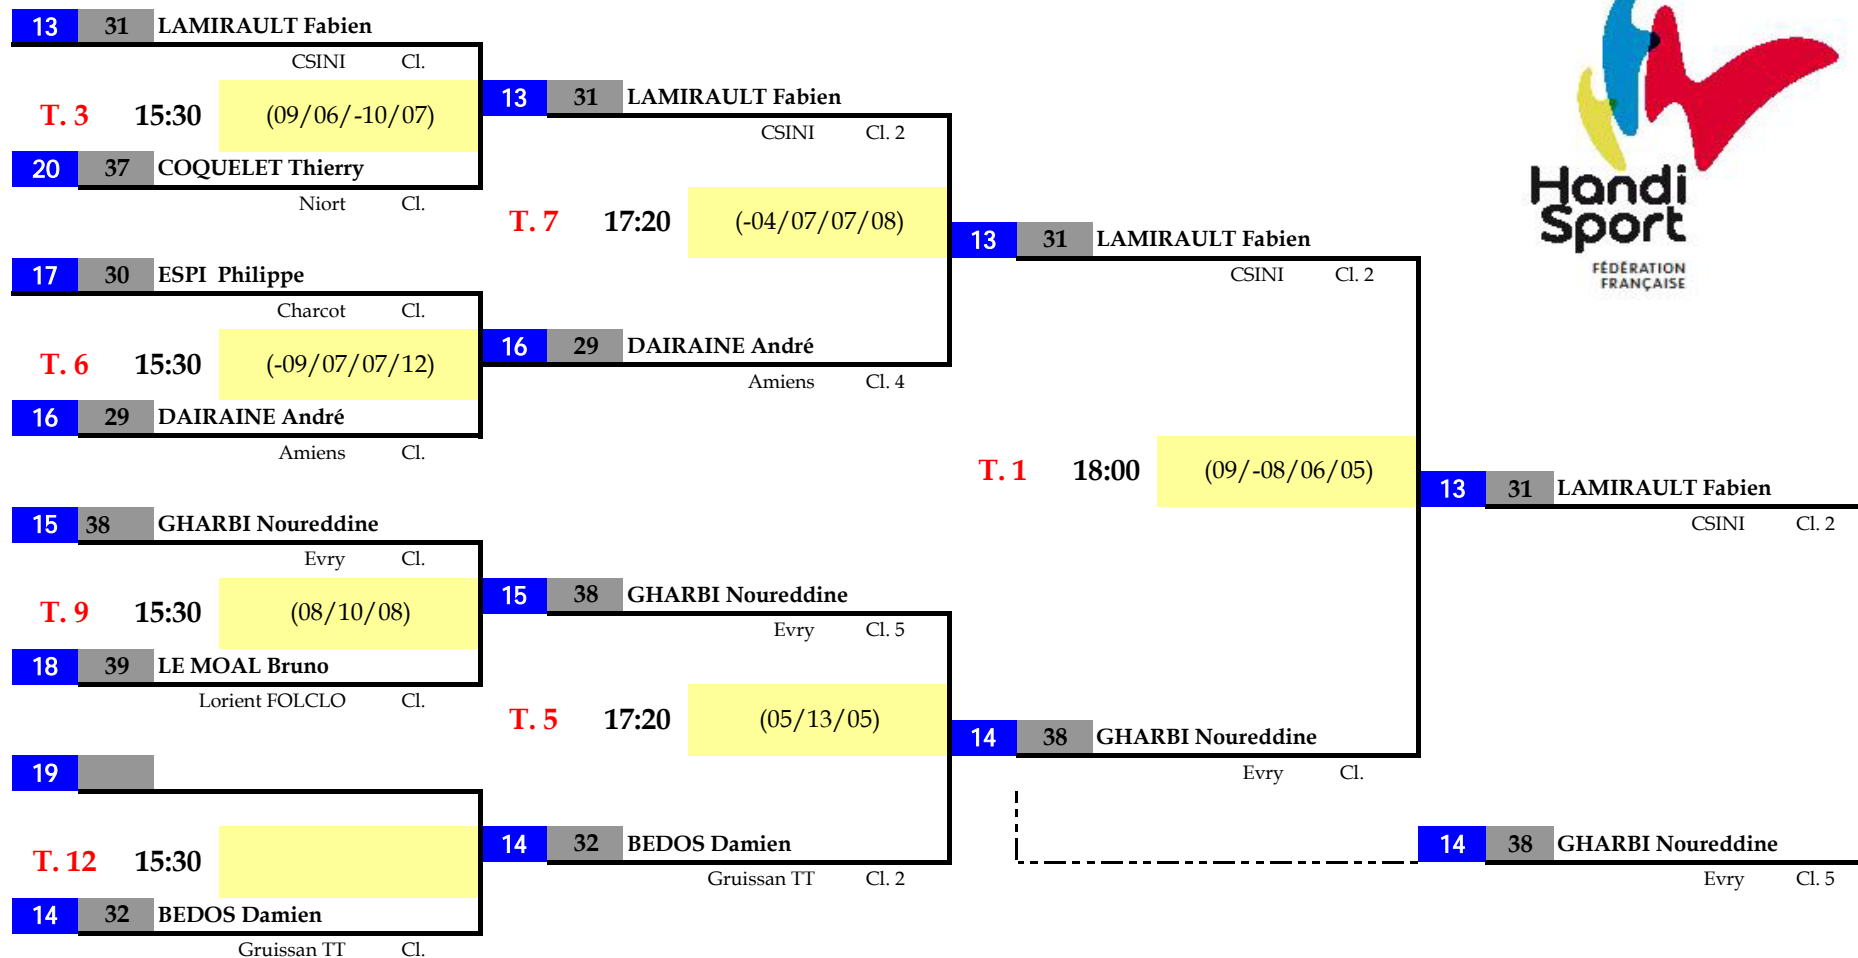 13 31 LAMIRAULT Fabien
CSINI Cl.
T. 3 15:30 (09/06/-10/07)
20 37 COQUELET Thierry
Niort Cl.
17 30 ESPI Philippe
Charcot Cl.
T. 6 15:30 (-09/07/07/12)
16 29 DAIRAINE André
Amiens Cl.
15 38 GHARBI Noureddine
Evry Cl.
T. 9 15:30 (08/10/08)
18 39 LE MOAL Bruno
Lorient FOLCLO Cl.
19
T. 12 15:30
14 32 BEDOS Damien
Gruissan TT Cl.
13 31 LAMIRAULT Fabien
CSINI Cl. 2
T. 7 17:20 (-04/07/07/08)
16 29 DAIRAINE André
Amiens Cl. 4
15 38 GHARBI Noureddine
Evry Cl. 5
T. 5 17:20 (05/13/05)
14 32 BEDOS Damien
Gruissan TT Cl. 2
13 31 LAMIRAULT Fabien
CSINI Cl. 2
T. 1 18:00 (09/-08/06/05)
14 38 GHARBI Noureddine
Evry Cl.
13 31 LAMIRAULT Fabien
CSINI Cl. 2
14 38 GHARBI Noureddine
Evry Cl. 5
Handi
Sport
FÉDÉRATION
FRANÇAISE